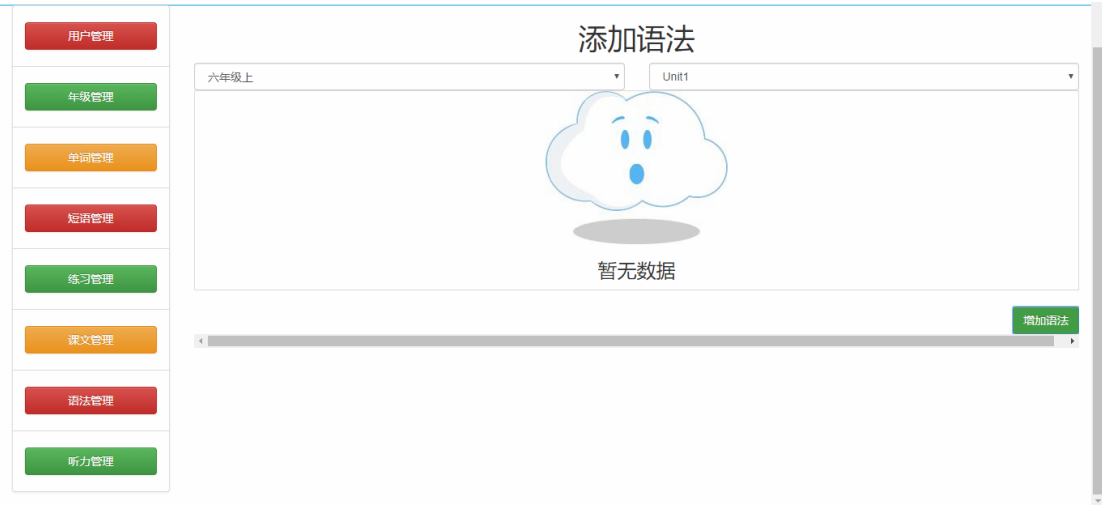 用户管理
年级管理
单词管理
短语管理
练习管理
课文管理
语法管理
听力管理
添加语法
六年级上
Unit1
暂无数据
增加语法